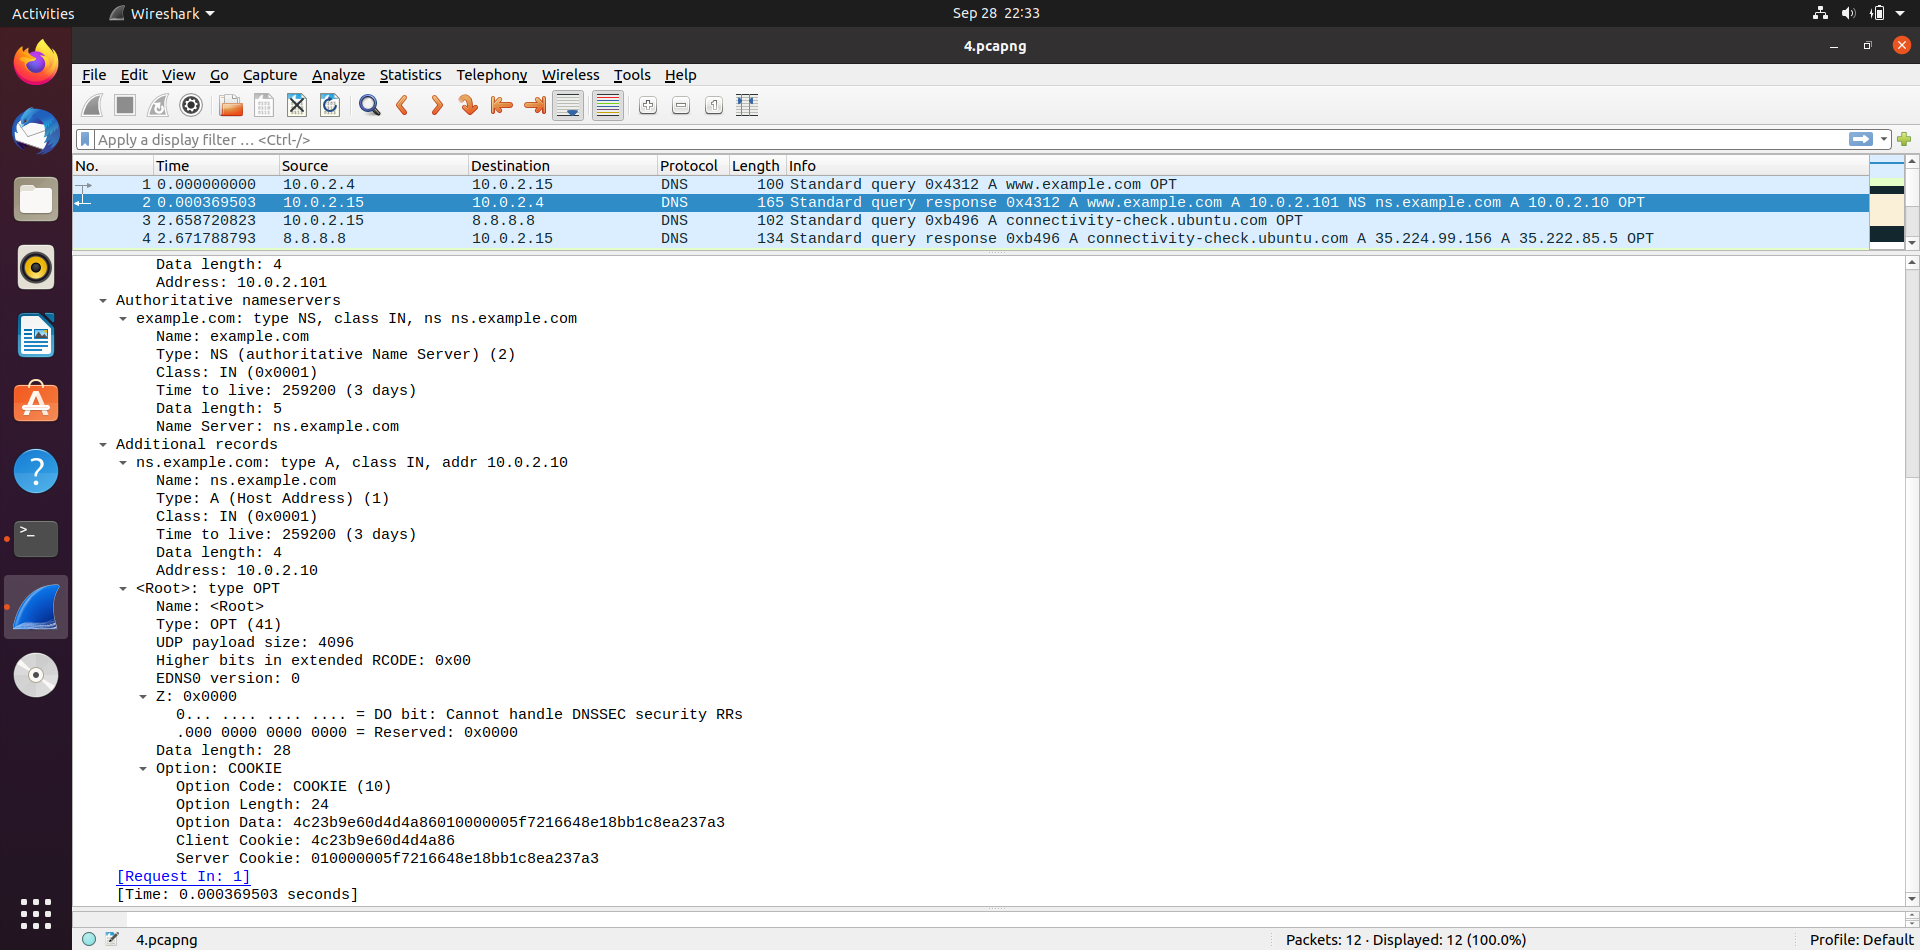 Activities Wireshark Sep 28 22:33
4.pcapng
File Edit View Go Capture Analyze Statistics Telephony Wireless Tools Help
Apply a display filter … <Ctrl-/>
No. Time Source Destination Protocol Length Info
1 0.000000000 10.0.2.4 10.0.2.15 DNS 100 Standard query 0x4312 A www.example.com OPT
2 0.000369503 10.0.2.15 10.0.2.4 DNS 165 Standard query response 0x4312 A www.example.com A 10.0.2.101 NS ns.example.com A 10.0.2.10 OPT
3 2.658720823 10.0.2.15 8.8.8.8 DNS 102 Standard query 0xb496 A connectivity-check.ubuntu.com OPT
4 2.671788793 8.8.8.8 10.0.2.15 DNS 134 Standard query response 0xb496 A connectivity-check.ubuntu.com A 35.224.99.156 A 35.222.85.5 OPT
Data length: 4
Address: 10.0.2.101
Authoritative nameservers
example.com: type NS, class IN, ns ns.example.com
Name: example.com
Type: NS (authoritative Name Server) (2)
Class: IN (0x0001)
Time to live: 259200 (3 days)
Data length: 5
Name Server: ns.example.com
Additional records
ns.example.com: type A, class IN, addr 10.0.2.10
Name: ns.example.com
Type: A (Host Address) (1)
Class: IN (0x0001)
Time to live: 259200 (3 days)
Data length: 4
Address: 10.0.2.10
<Root>: type OPT
Name: <Root>
Type: OPT (41)
UDP payload size: 4096
Higher bits in extended RCODE: 0x00
EDNS0 version: 0
Z: 0x0000
0... .... .... .... = DO bit: Cannot handle DNSSEC security RRs
.000 0000 0000 0000 = Reserved: 0x0000
Data length: 28
Option: COOKIE
Option Code: COOKIE (10)
Option Length: 24
Option Data: 4c23b9e60d4d4a86010000005f7216648e18bb1c8ea237a3
Client Cookie: 4c23b9e60d4d4a86
Server Cookie: 010000005f7216648e18bb1c8ea237a3
[Request In: 1]
[Time: 0.000369503 seconds]
4.pcapng Packets: 12 · Displayed: 12 (100.0%) Profile: Default